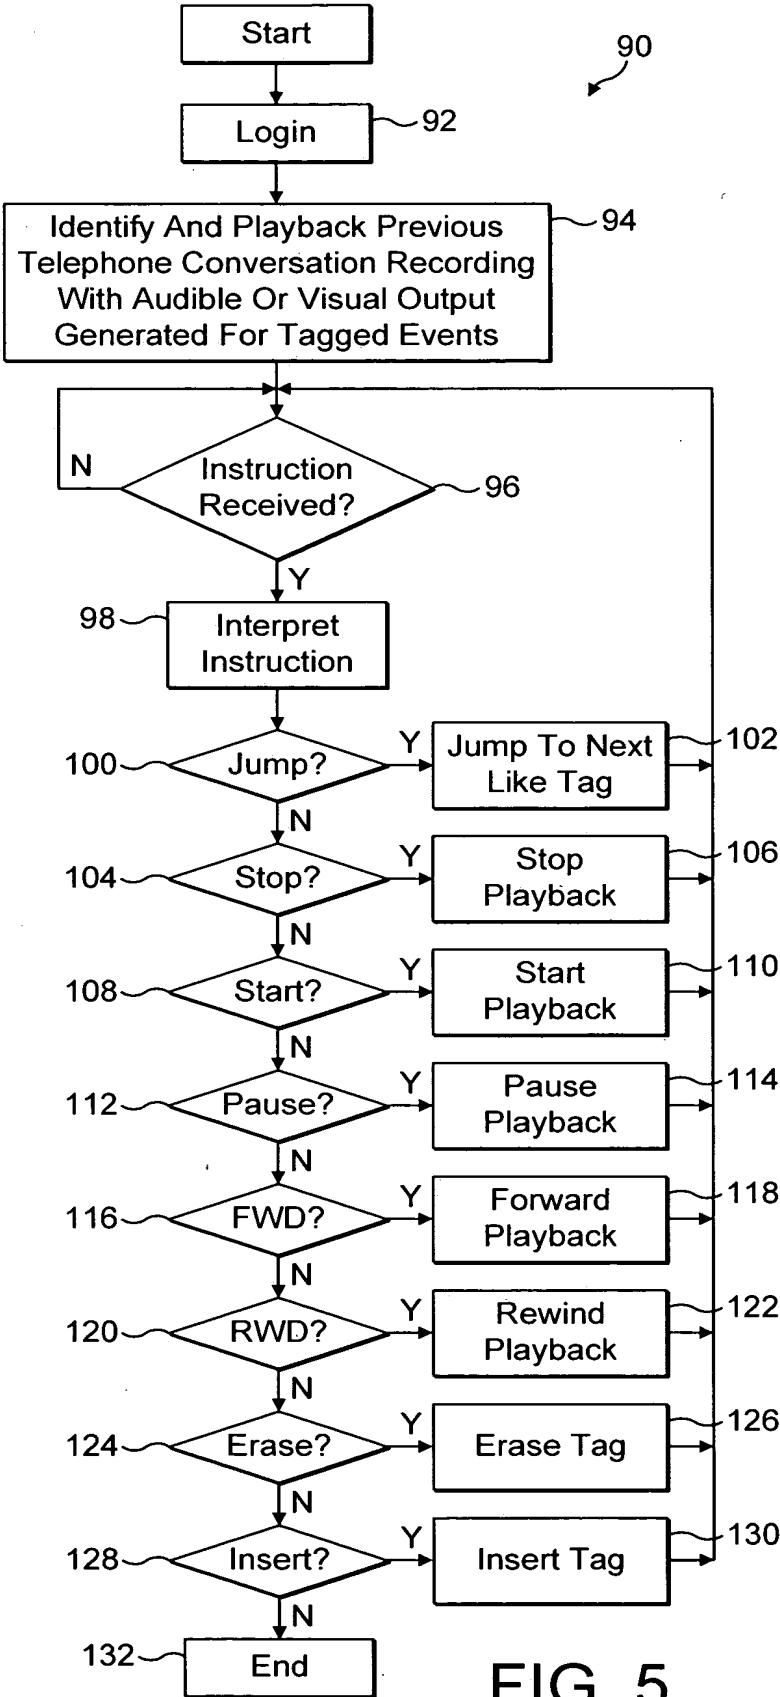 Start
90
Login
92
Identify And Playback Previous
Telephone Conversation Recording
With Audible Or Visual Output
Generated For Tagged Events
94
N
Instruction
Received?
96
Y
98
Interpret
Instruction
100
Jump?
Y
Jump To Next
Like Tag
102
N
104
Stop?
Y
Stop
Playback
106
N
108
Start?
Y
Start
Playback
110
N
112
Pause?
Y
Pause
Playback
114
N
116
FWD?
Y
Forward
Playback
118
N
120
RWD?
Y
Rewind
Playback
122
N
124
Erase?
Y
Erase Tag
126
N
128
Insert?
Y
Insert Tag
130
N
132
End
FIG. 5